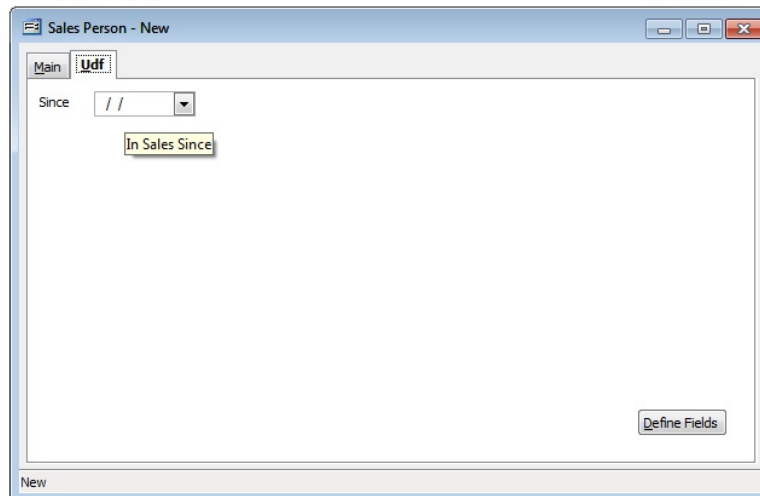 Sales Person - New
Main Udf
Since / /
In Sales Since
Define Fields
New